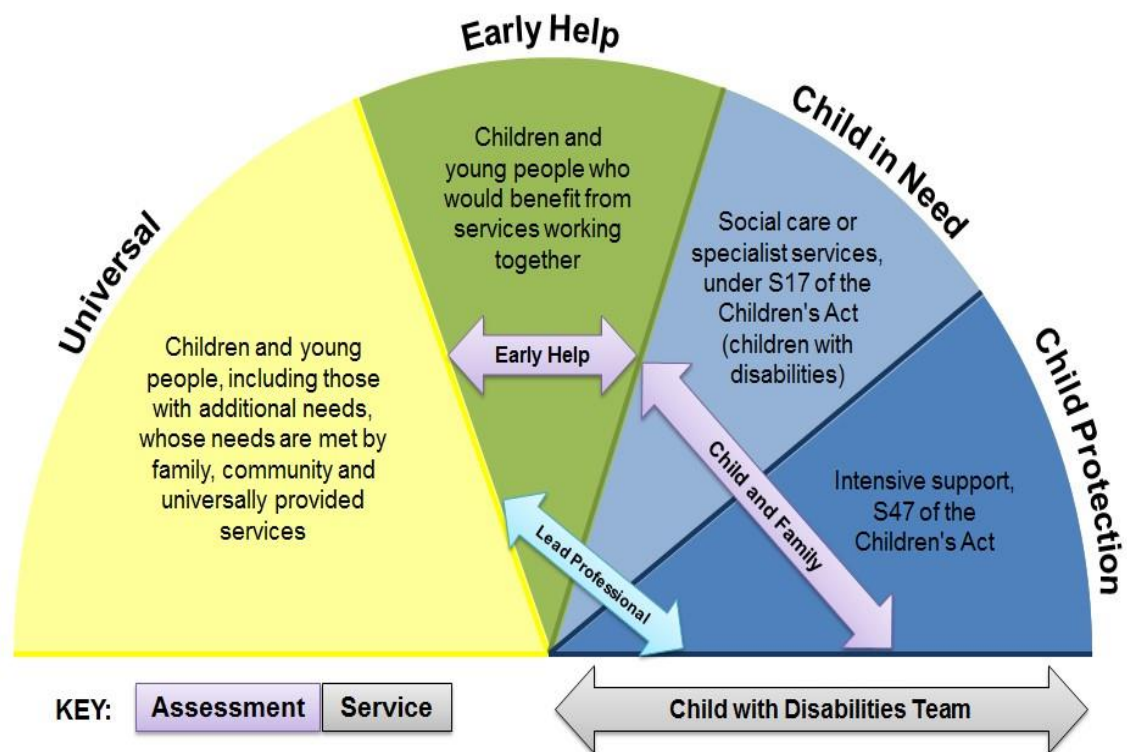 Early Help
Child in Need
Universal
Child Protection
Children and
young people who
would benefit from
services working
together
Social care or
specialist services,
under S17 of the
Children's Act
(children with
disabilities)
Children and young
people, including those
with additional needs,
whose needs are met by
family, community and
universally provided
services
Early Help
Child and Family
Intensive support,
S47 of the
Children's Act
Lead Professional
KEY: Assessment Service
Child with Disabilities Team